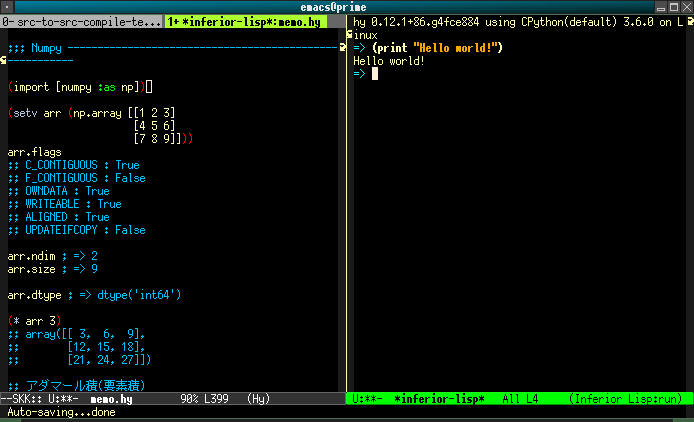 emacs@prime
0- src-to-src-compile-te... 1+ *inferior-lisp*:memo.hy
;;; Numpy ----------------------------------------
-----------
(import [numpy :as np])
(setv arr (np.array [[1 2 3]
[4 5 6]
[7 8 9]]))
arr.flags
;; C_CONTIGUOUS : True
;; F_CONTIGUOUS : False
;; OWNDATA : True
;; WRITEABLE : True
;; ALIGNED : True
;; UPDATEIFCOPY : False
arr.ndim ; => 2
arr.size ; => 9
arr.dtype ; => dtype('int64')
(* arr 3)
;; array([[ 3,  6,  9],
;;        [12, 15, 18],
;;        [21, 24, 27]])
;; アダマール積(要素積)
--SKK:: U:**-  memo.hy       90% L399   (Hy)
hy 0.12.1+86.g4fce884 using CPython(default) 3.6.0 on L
inux
=> (print "Hello world!")
Hello world!
=>
U:**-  *inferior-lisp*   All L4     (Inferior Lisp:run)
Auto-saving...done